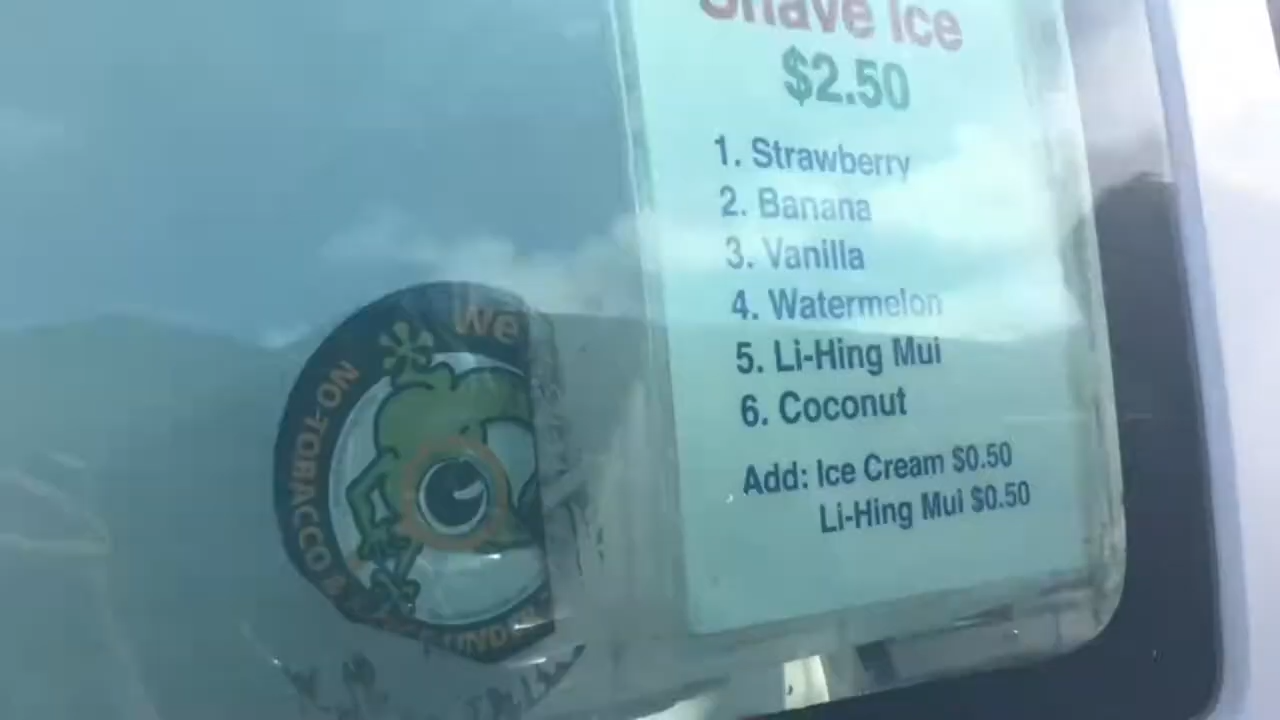 Shave Ice
$2.50
1. Strawberry
2. Banana
3. Vanilla
4. Watermelon
5. Li-Hing Mui
6. Coconut
Add: Ice Cream $0.50
Li-Hing Mui $0.50
We
NO TOBACCO